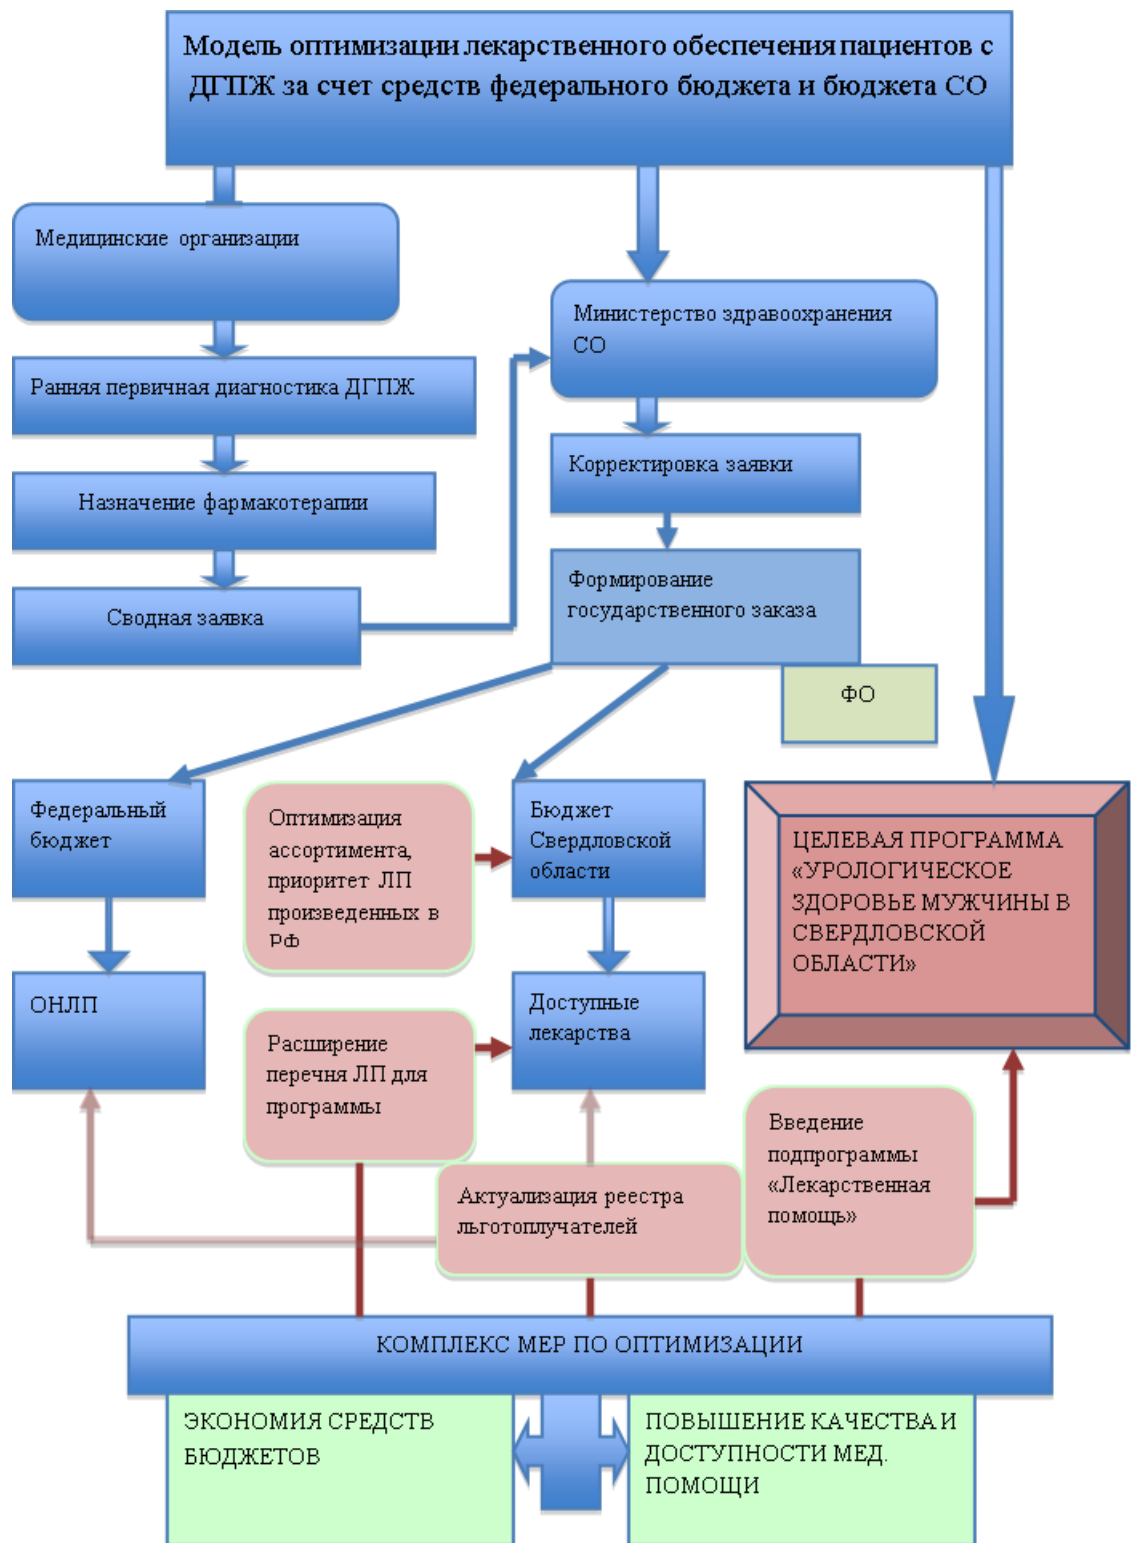 Модель оптимизации лекарственного обеспечения пациентов с
ДГПЖ за счет средств федерального бюджета и бюджета СО
Медицинские организации
Министерство здравоохранения
СО
Ранняя первичная диагностика ДГПЖ
Корректировка заявки
Назначение фармакотерапии
Формирование
государственного заказа
Сводная заявка
ФО
Федеральный
бюджет
Оптимизация
ассортимента,
приоритет ЛП
произведенных в
РФ
Бюджет
Свердловской
области
ЦЕЛЕВАЯ ПРОГРАММА
«УРОЛОГИЧЕСКОЕ
ЗДОРОВЬЕ МУЖЧИНЫ В
СВЕРДЛОВСКОЙ
ОБЛАСТИ»
ОНЛП
Расширение
перечня ЛП для
программы
Доступные
лекарства
Введение
подпрограммы
«Лекарственная
помощь»
Актуализация реестра
льготоплучателей
КОМПЛЕКС МЕР ПО ОПТИМИЗАЦИИ
ЭКОНОМИЯ СРЕДСТВ
БЮДЖЕТОВ
ПОВЫШЕНИЕ КАЧЕСТВА И
ДОСТУПНОСТИ МЕД.
ПОМОЩИ